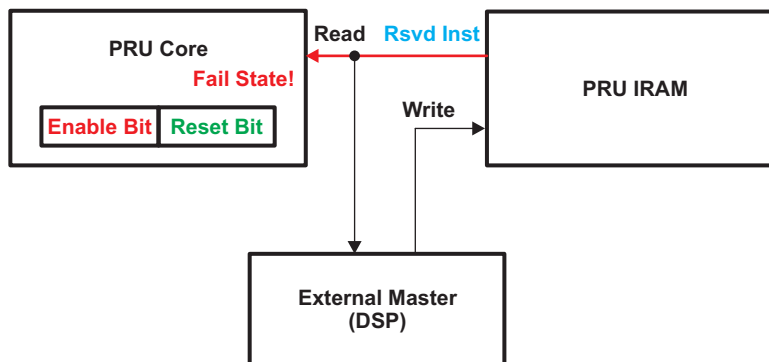 PRU Core
Read
Rsvd Inst
Fail State!
PRU IRAM
Enable Bit
Reset Bit
Write
External Master
(DSP)